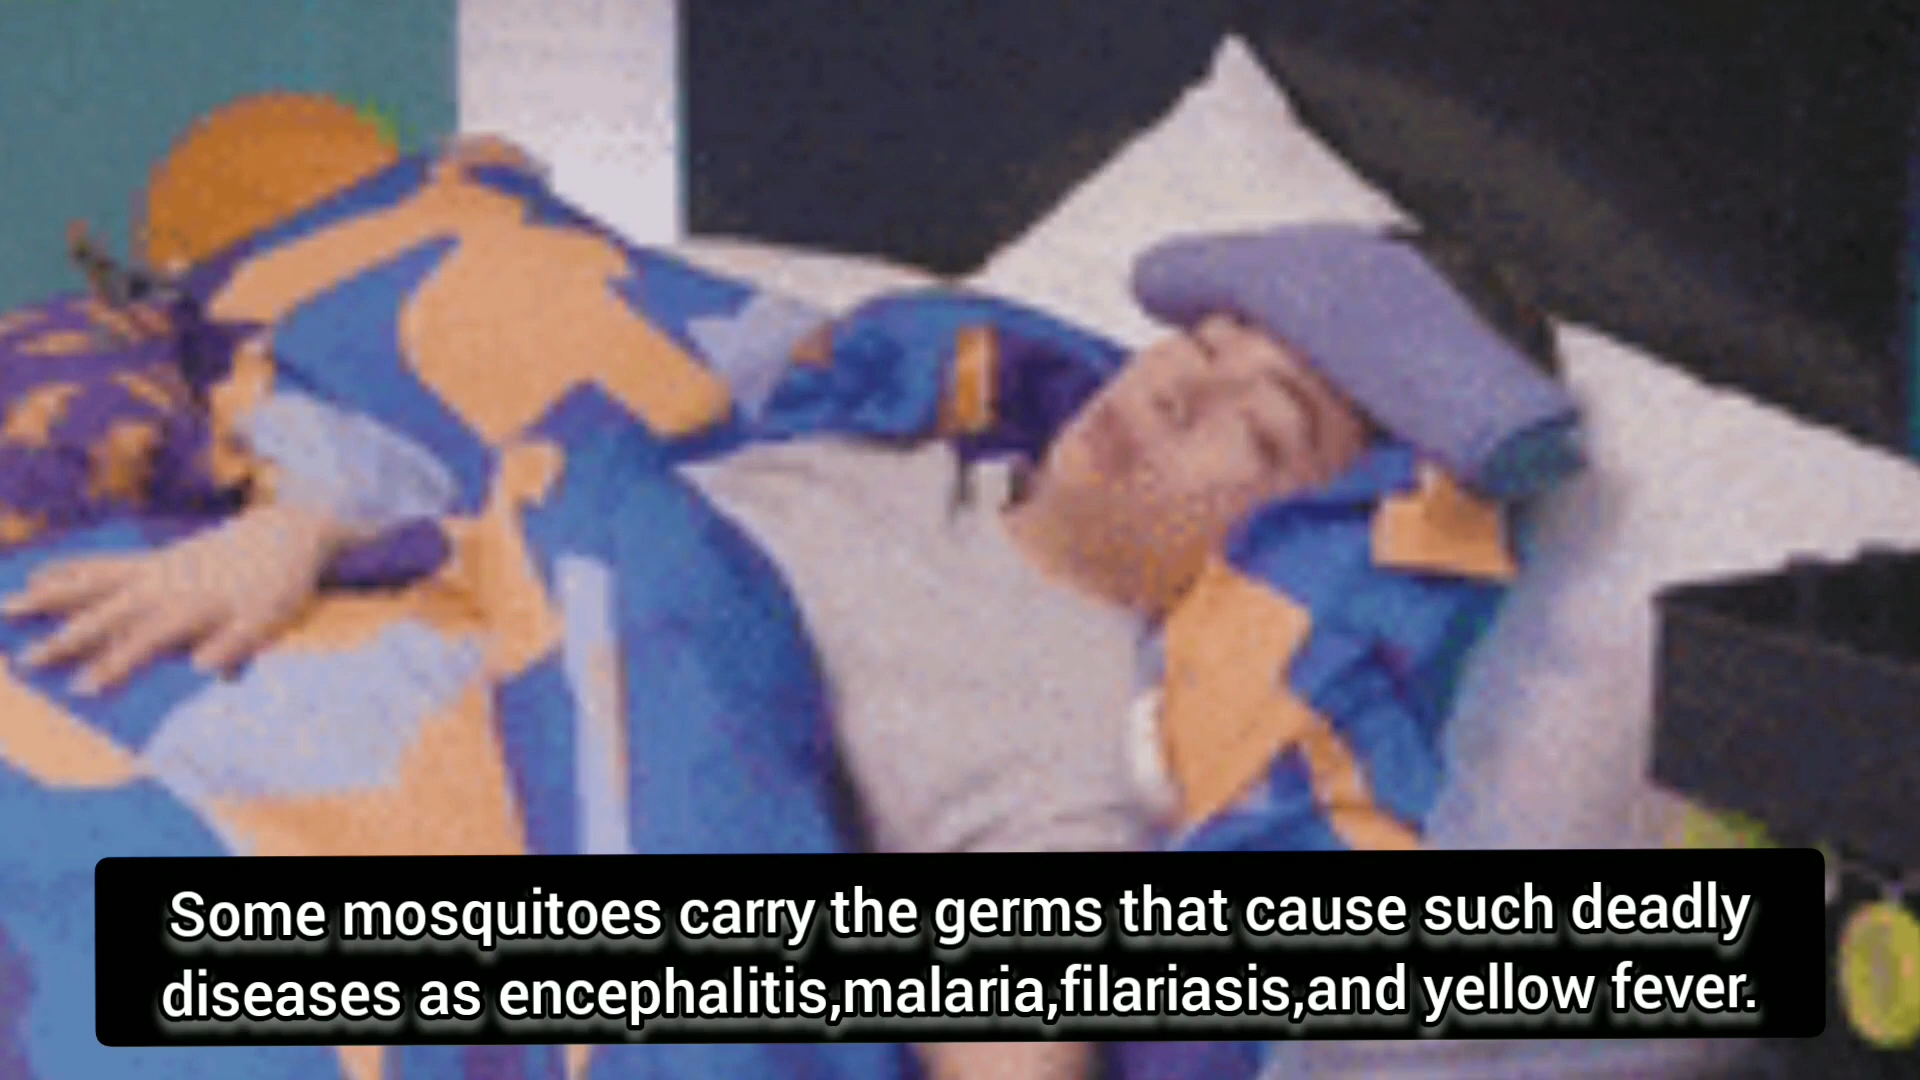 Some mosquitoes carry the germs that cause such deadly
diseases as encephalitis,malaria,filariasis,and yellow fever.